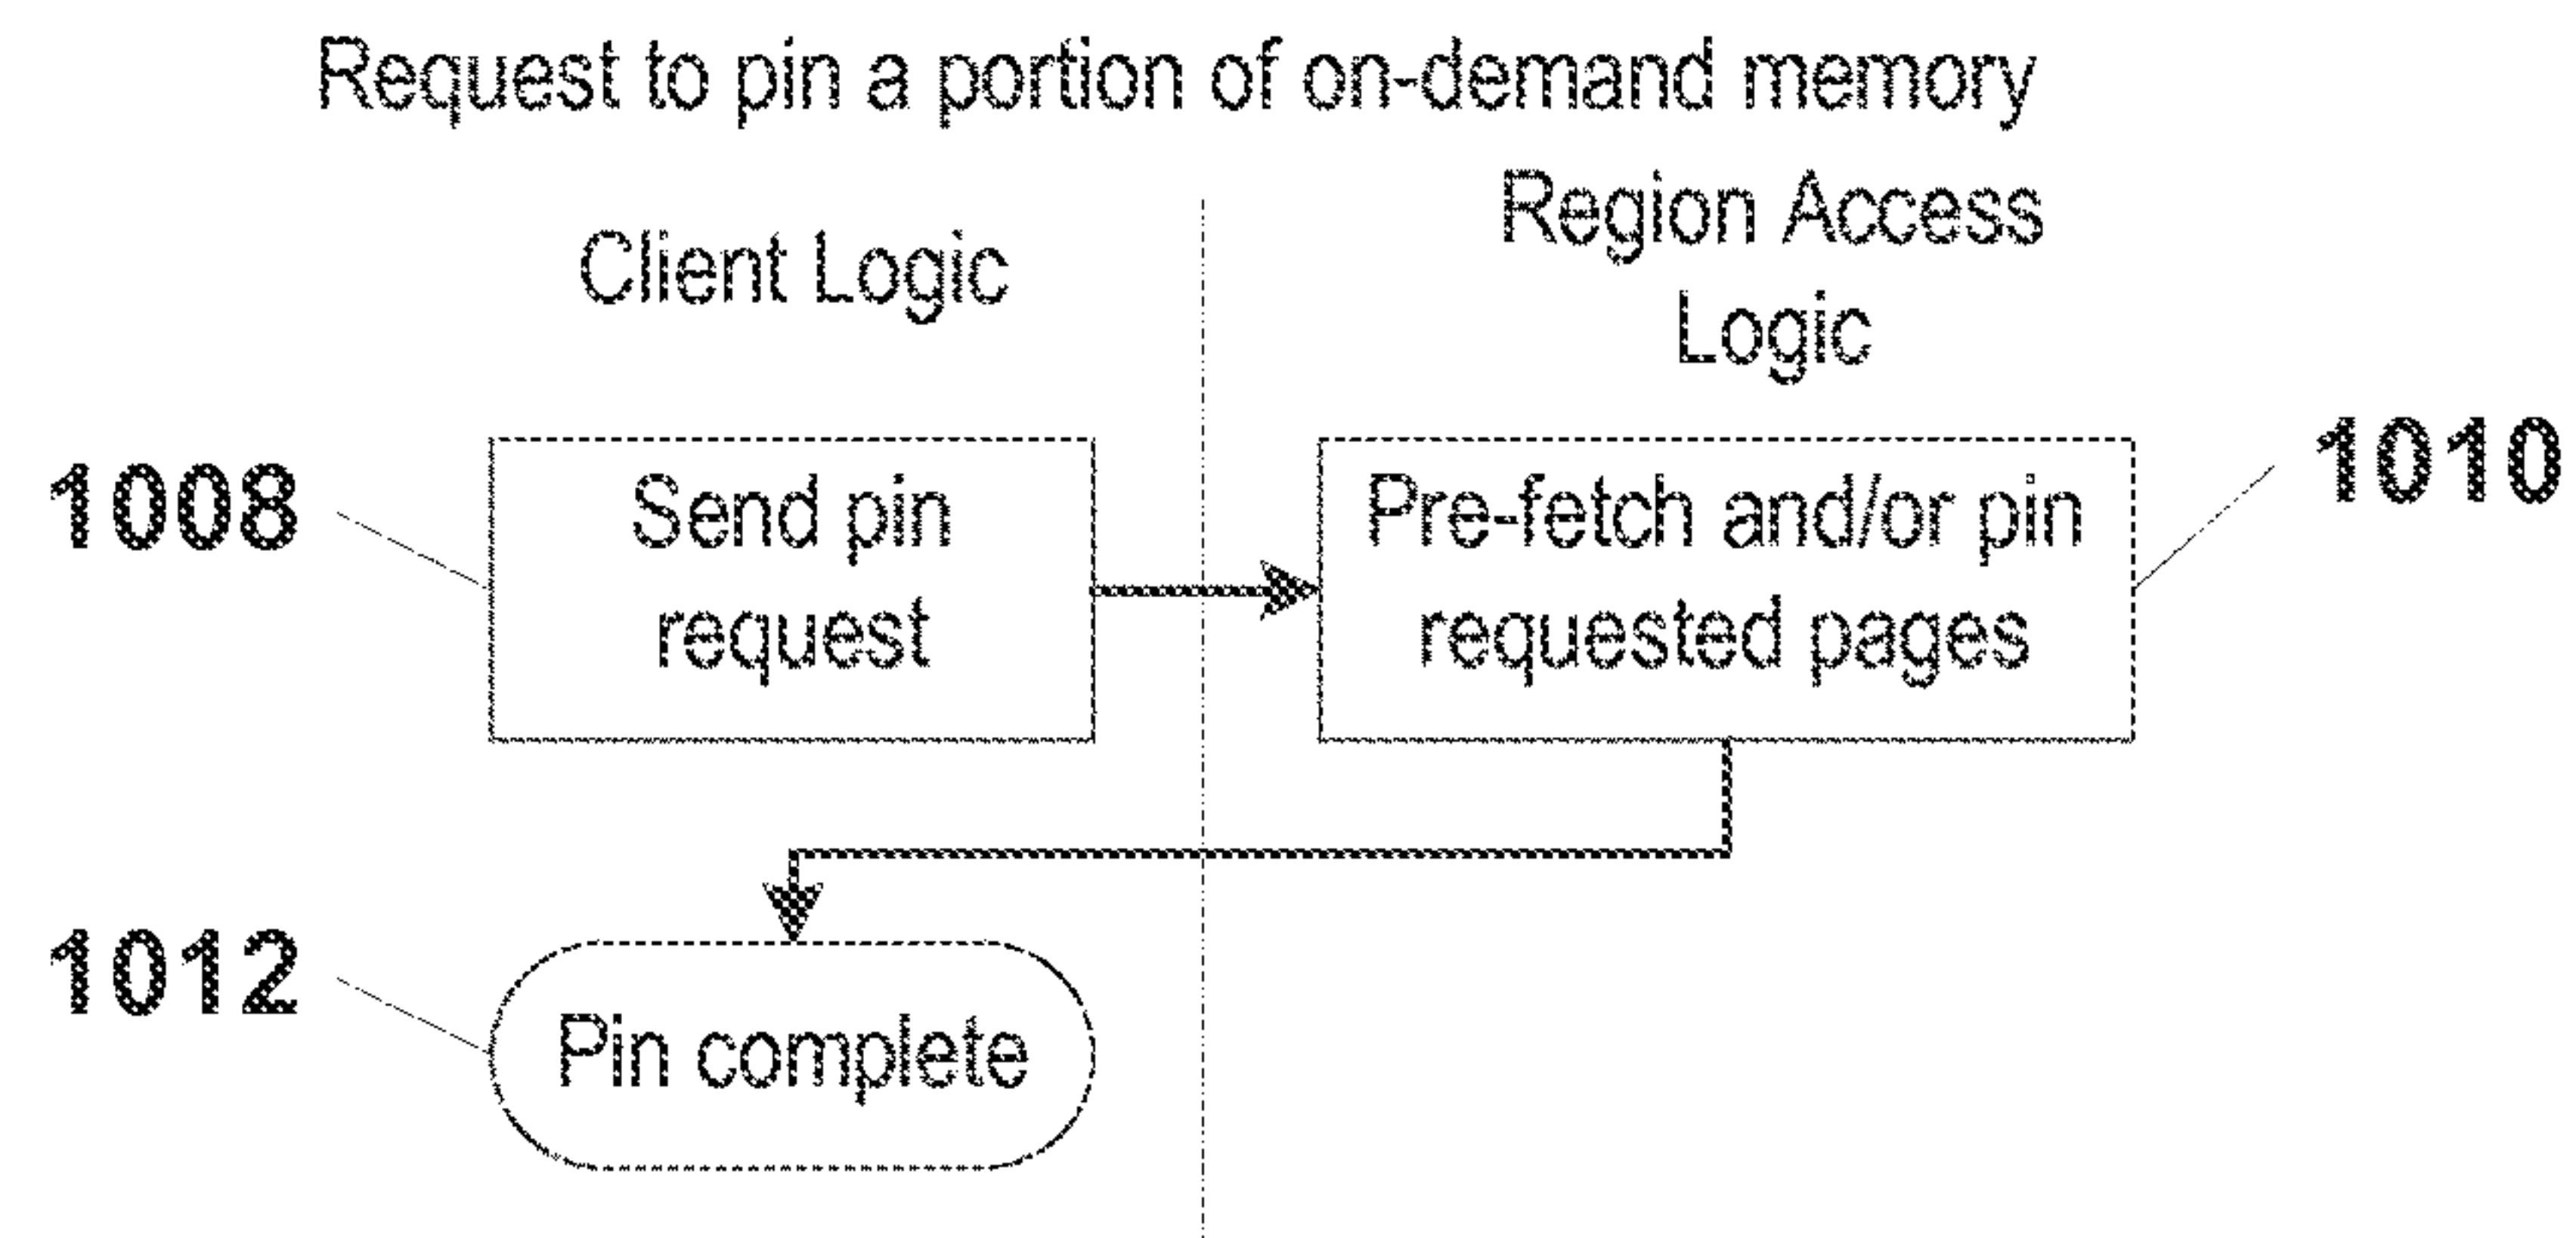 Request to pin a portion of on-demand memory
Client Logic
Region Access
Logic
1008
Send pin
request
Pre-fetch and/or pin
requested pages
1010
1012
Pin complete